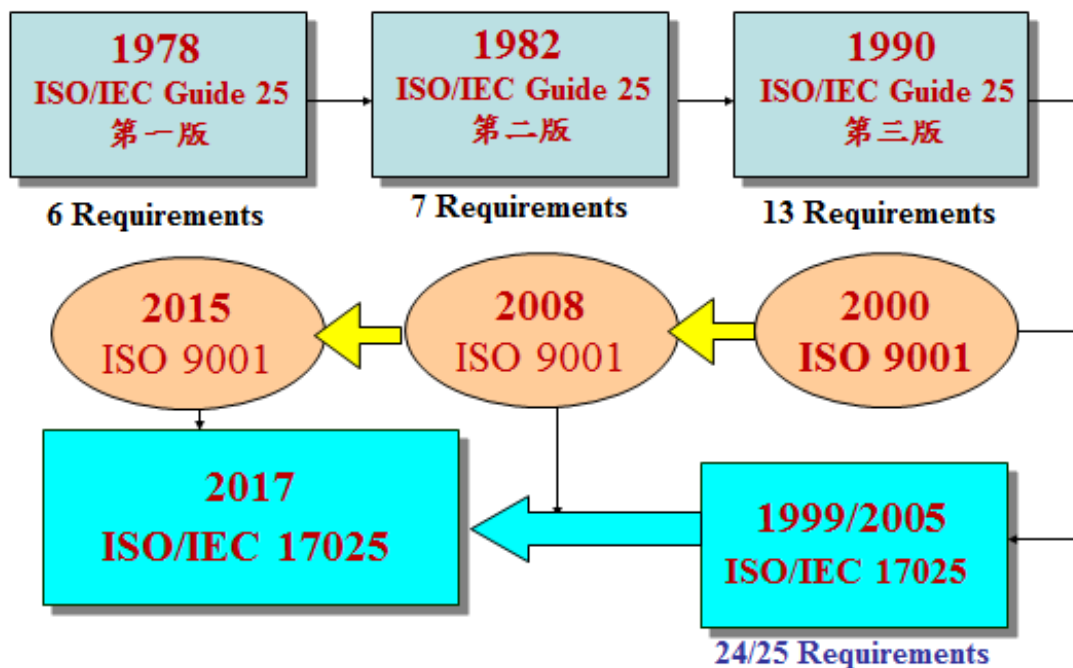 1978
ISO/IEC Guide 25
第一版
6 Requirements
1982
ISO/IEC Guide 25
第二版
7 Requirements
1990
ISO/IEC Guide 25
第三版
13 Requirements
2015
ISO 9001
2008
ISO 9001
2000
ISO 9001
2017
ISO/IEC 17025
1999/2005
ISO/IEC 17025
24/25 Requirements